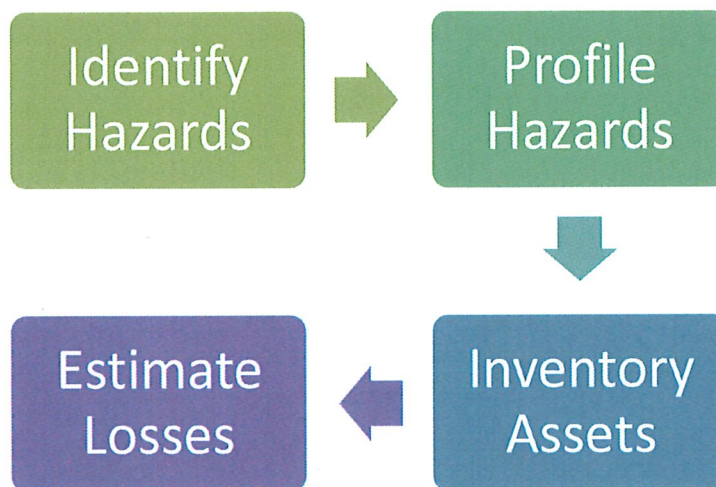 Identify
Hazards
Profile
Hazards
Inventory
Assets
Estimate
Losses